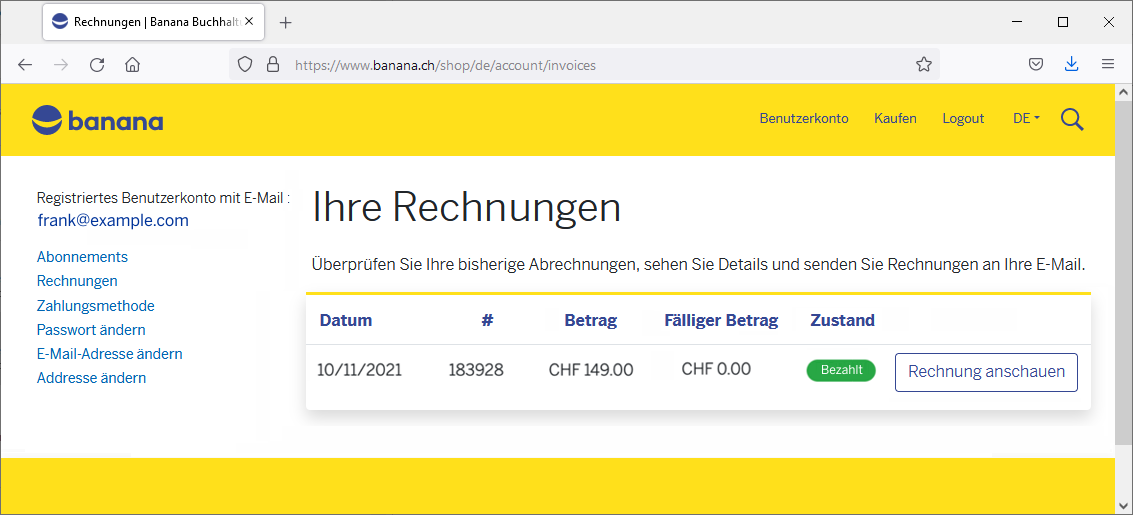 Rechnungen | Banana Buchhalt
https://www.banana.ch/shop/de/account/invoices
banana
Benutzerkonto Kaufen Logout DE
Registriertes Benutzerkonto mit E-Mail :
frank@example.com
Abonnements
Rechnungen
Zahlungsmethode
Passwort ändern
E-Mail-Adresse ändern
Addresse ändern
Ihre Rechnungen
Überprüfen Sie Ihre bisherige Abrechnungen, sehen Sie Details und senden Sie Rechnungen an Ihre E-Mail.
Datum # Betrag Fälliger Betrag Zustand
10/11/2021 183928 CHF 149.00 CHF 0.00 Bezahlt Rechnung anschauen